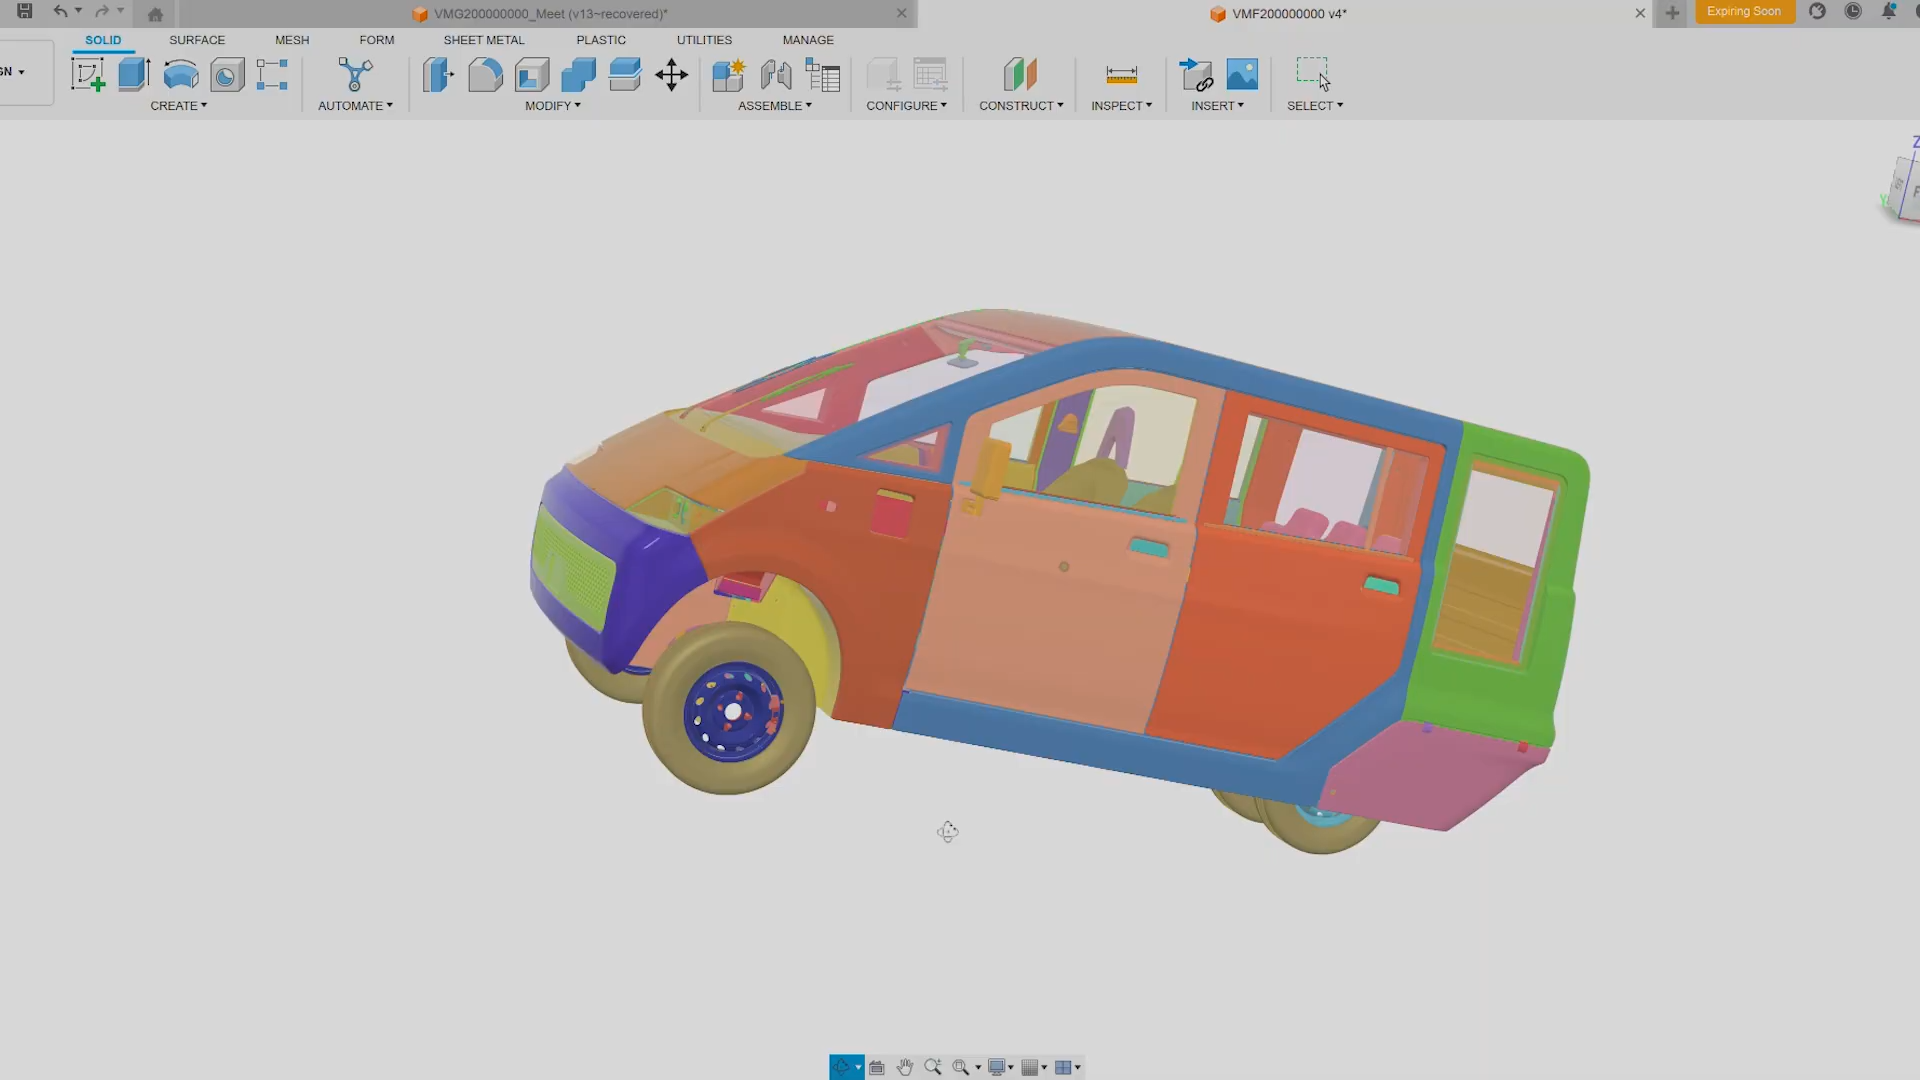 VMG200000000_Meet (v13~recovered)*
VMF200000000 v4*
Expiring Soon
SOLID
SURFACE
MESH
FORM
SHEET METAL
PLASTIC
UTILITIES
MANAGE
GN
CREATE
AUTOMATE
MODIFY
ASSEMBLE
CONFIGURE
CONSTRUCT
INSPECT
INSERT
SELECT
Z
Y
F